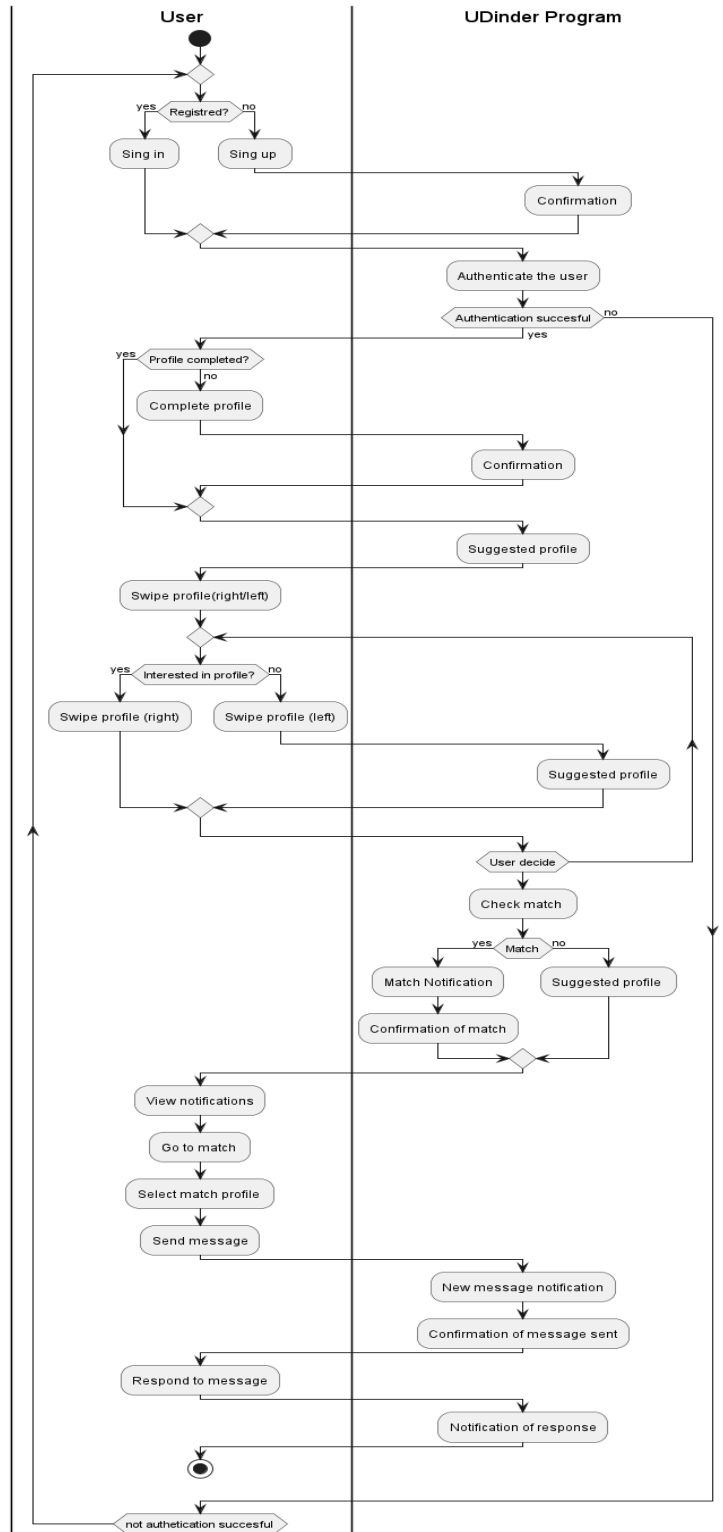 User
UDinder Program
yes
Registred?
no
Sing in
Sing up
Confirmation
Authenticate the user
Authentication succesful
no
yes
yes
Profile completed?
no
Complete profile
Confirmation
Suggested profile
Swipe profile(right/left)
yes
Interested in profile?
no
Swipe profile (right)
Swipe profile (left)
Suggested profile
User decide
Check match
yes
Match
no
Match Notification
Suggested profile
Confirmation of match
View notifications
Go to match
Select match profile
Send message
New message notification
Confirmation of message sent
Respond to message
Notification of response
not authetication succesful